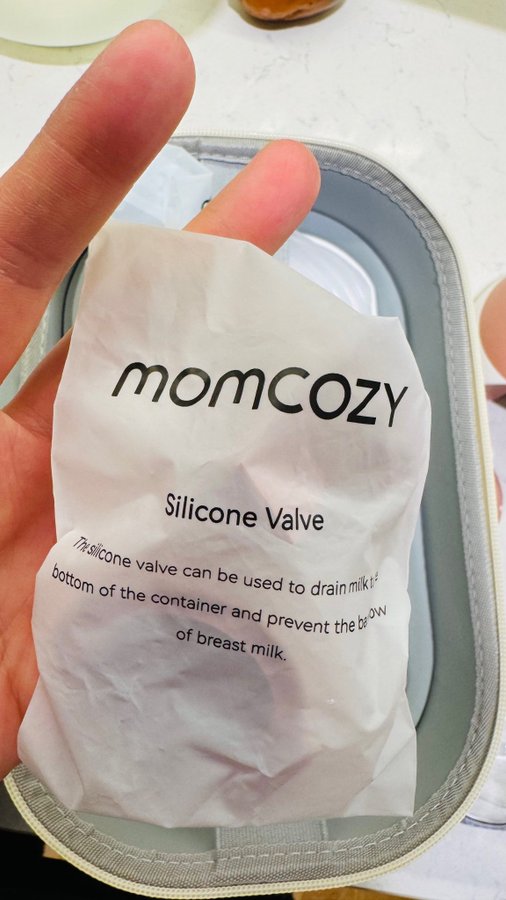 momcozy
Silicone Valve
The silicone valve can be used to drain milk
bottom of the container and prevent the
of breast milk.